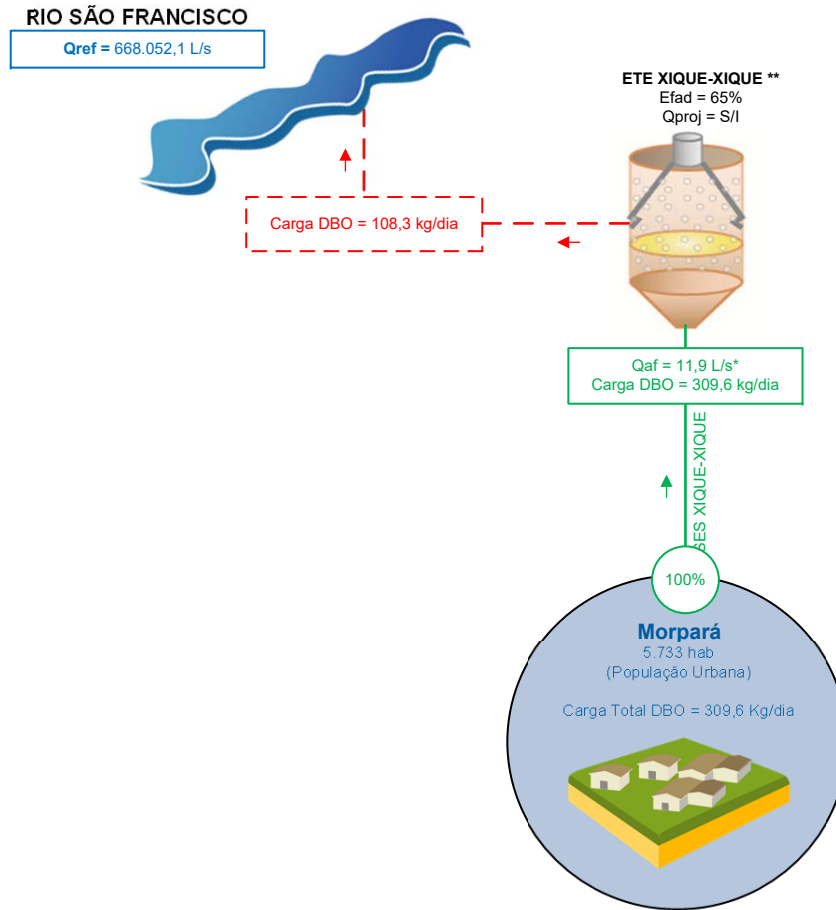 RIO SÃO FRANCISCO
Qref = 668.052,1 L/s
ETE XIQUE-XIQUE **
Efad = 65%
Qproj = S/I
Carga DBO = 108,3 kg/dia
Qaf = 11,9 L/s*
Carga DBO = 309,6 kg/dia
SES XIQUE-XIQUE
100%
Morpará
5.733 hab
(População Urbana)
Carga Total DBO = 309,6 Kg/dia